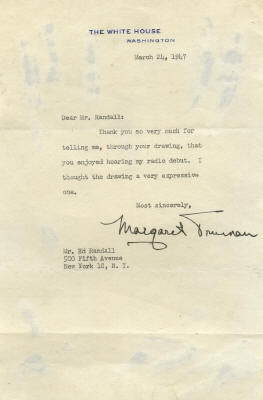 THE WHITE HOUSE
WASHINGTON
March 24, 1947
Dear Mr. Randall:
Thank you so very much for
telling me, through your drawing, that
you enjoyed hearing my radio debut. I
thought the drawing a very expressive
one.
Most sincerely,
Margaret Truman
Mr. Ed Randall
500 Fifth Avenue
New York 18, N. Y.